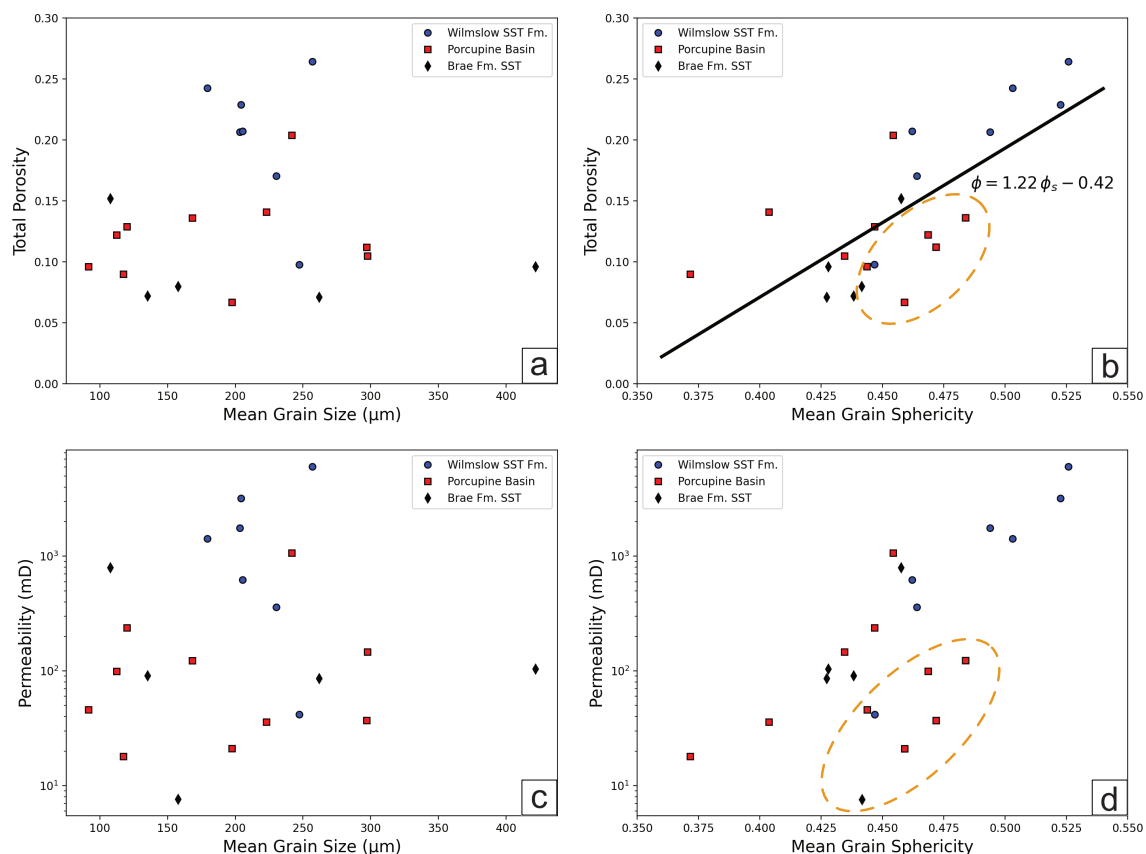 0.30
0.25
0.20
0.15
0.10
0.05
0.00
Total Porosity
Wilmslow SST Fm.
Porcupine Basin
Brae Fm. SST
a
100 150 200 250 300 350 400
Mean Grain Size (μm)
0.30
0.25
0.20
0.15
0.10
0.05
0.00
Total Porosity
Wilmslow SST Fm.
Porcupine Basin
Brae Fm. SST
ϕ = 1.22 ϕₛ − 0.42
b
0.350 0.375 0.400 0.425 0.450 0.475 0.500 0.525 0.550
Mean Grain Sphericity
10³
10²
10¹
Permeability (mD)
Wilmslow SST Fm.
Porcupine Basin
Brae Fm. SST
c
100 150 200 250 300 350 400
Mean Grain Size (μm)
10³
10²
10¹
Permeability (mD)
Wilmslow SST Fm.
Porcupine Basin
Brae Fm. SST
d
0.350 0.375 0.400 0.425 0.450 0.475 0.500 0.525 0.550
Mean Grain Sphericity